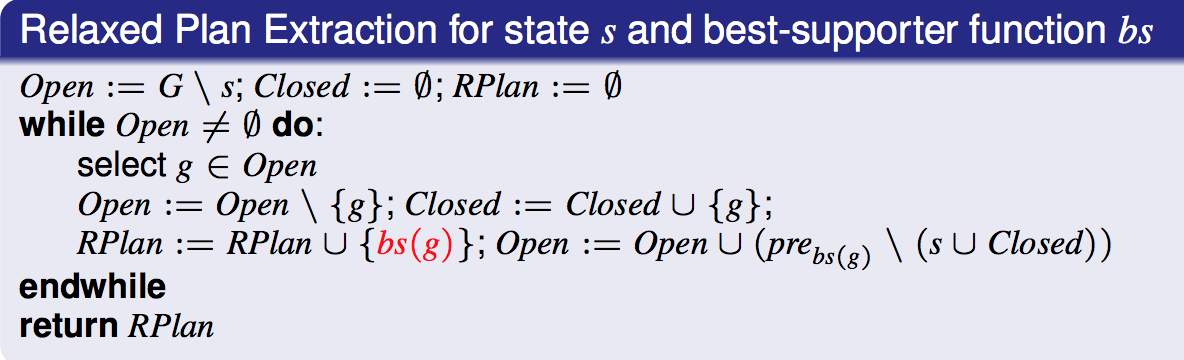 Relaxed Plan Extraction for state s and best-supporter function bs
Open := G \ s; Closed := ∅; RPlan := ∅
while Open ≠ ∅ do:
select g ∈ Open
Open := Open \ {g}; Closed := Closed ∪ {g};
RPlan := RPlan ∪ {bs(g)}; Open := Open ∪ (pre_bs(g) \ (s ∪ Closed))
endwhile
return RPlan